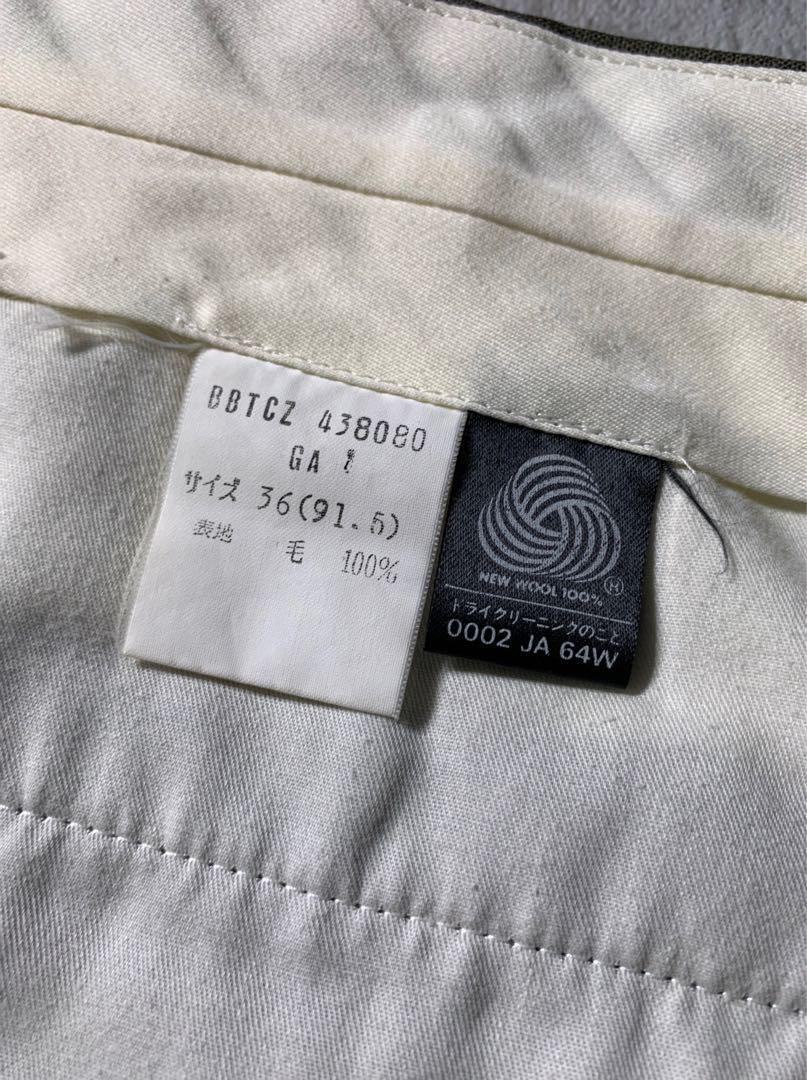 BBTCZ 438080
GA
サイズ 36(91.5)
表地 毛 100%
NEW WOOL 100% M
ドライクリーニングのこと
0002 JA 64W